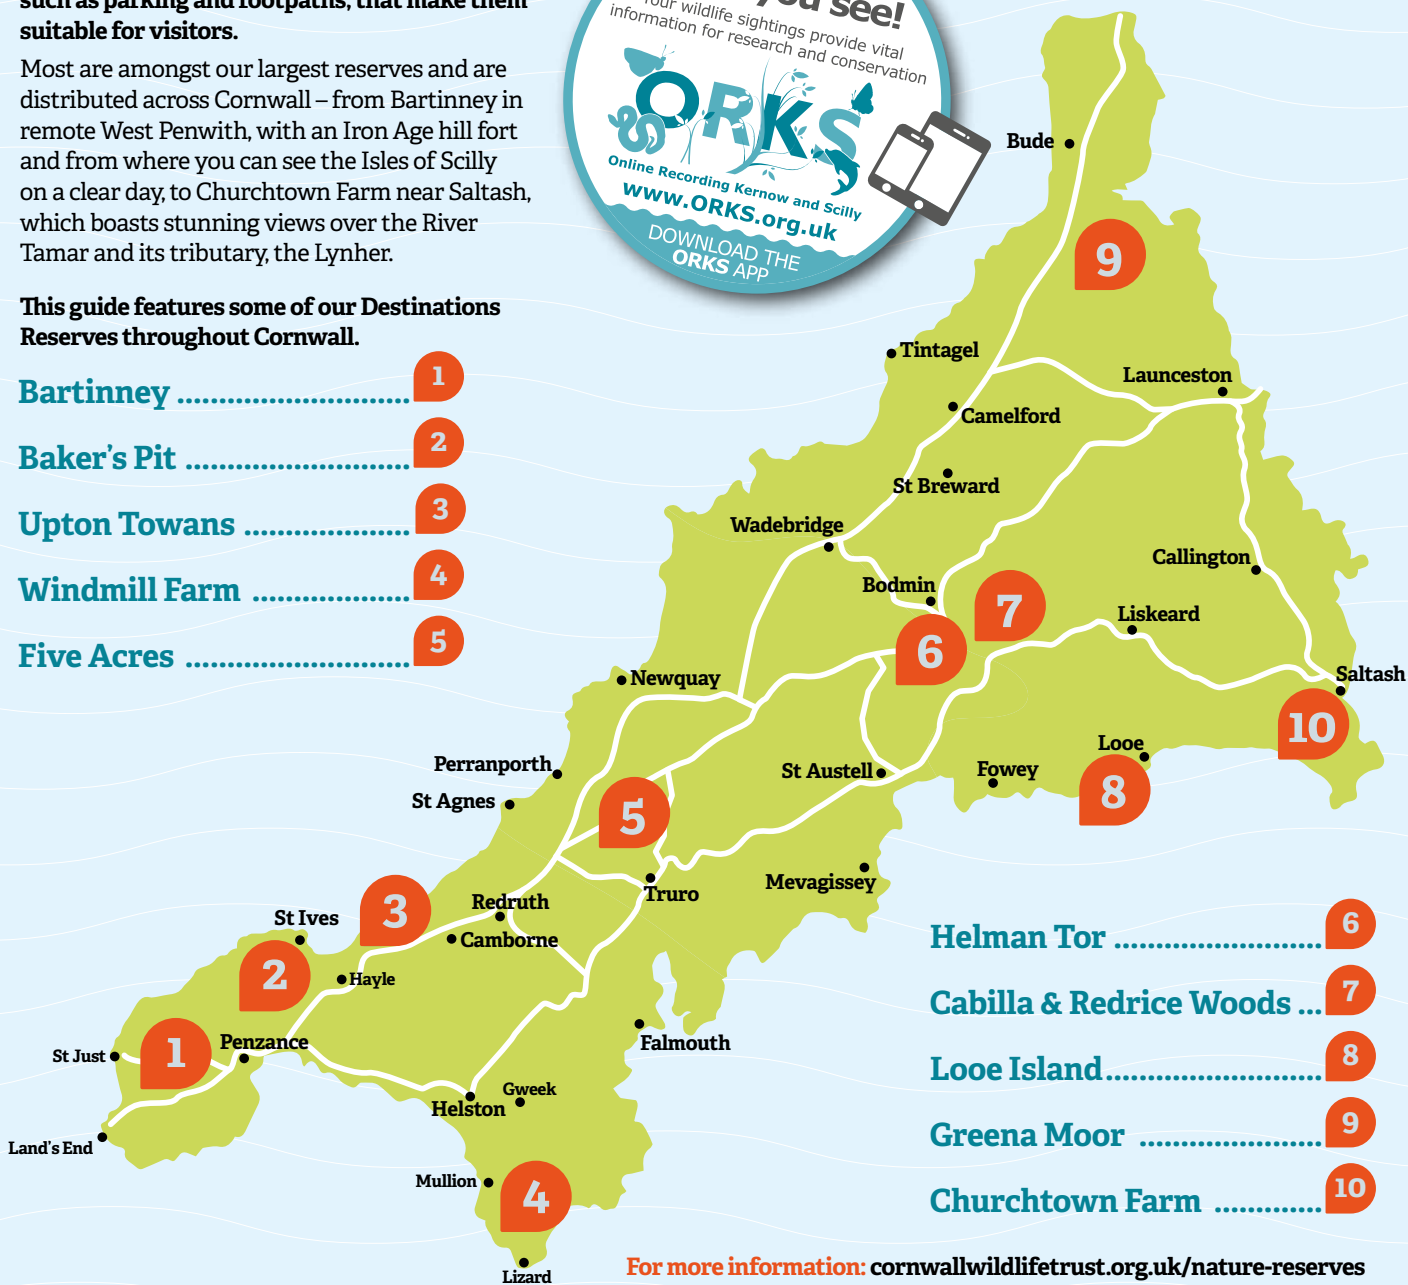 such as parking and footpaths, that make them
suitable for visitors.
Most are amongst our largest reserves and are
distributed across Cornwall – from Bartinney in
remote West Penwith, with an Iron Age hill fort
and from where you can see the Isles of Scilly
on a clear day, to Churchtown Farm near Saltash,
which boasts stunning views over the River
Tamar and its tributary, the Lynher.
This guide features some of our Destinations
Reserves throughout Cornwall.
Bartinney ............................ 1
Baker's Pit ........................... 2
Upton Towans .................... 3
Windmill Farm ................... 4
Five Acres ........................... 5
you see!
Your wildlife sightings provide vital
information for research and conservation
ORKS
Online Recording Kernow and Scilly
www.ORKS.org.uk
DOWNLOAD THE
ORKS APP
Bude
9
Tintagel
Launceston
Camelford
St Breward
Wadebridge
Callington
Bodmin
7
Liskeard
6
Newquay
Saltash
10
Looe
Perranporth
St Austell
Fowey
8
St Agnes
5
Mevagissey
Truro
Redruth
3
St Ives
Camborne
2
Hayle
Falmouth
Penzance
1
St Just
Gweek
Helston
Land's End
Mullion
4
Lizard
Helman Tor ......................... 6
Cabilla & Redrice Woods ... 7
Looe Island .......................... 8
Greena Moor ...................... 9
Churchtown Farm ............. 10
For more information: cornwallwildlifetrust.org.uk/nature-reserves